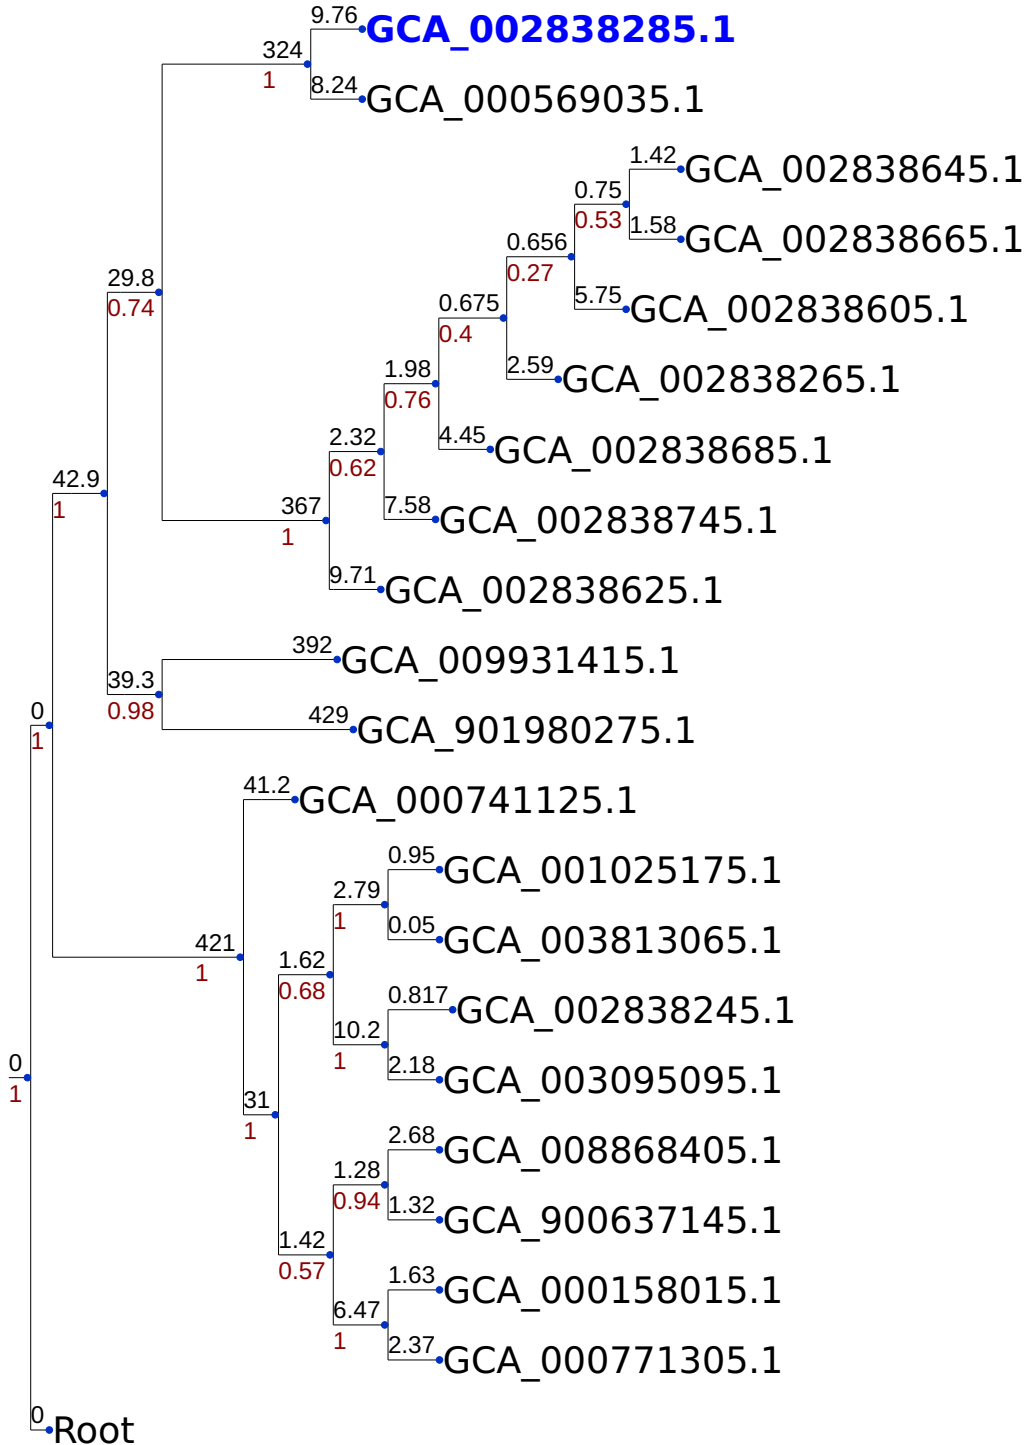 9.76
GCA_002838285.1
324
1
8.24
GCA_000569035.1
1.42
GCA_002838645.1
0.75
0.53
1.58
GCA_002838665.1
0.656
0.27
5.75
GCA_002838605.1
29.8
0.74
0.675
0.4
2.59
GCA_002838265.1
1.98
0.76
4.45
GCA_002838685.1
2.32
0.62
7.58
GCA_002838745.1
42.9
1
367
1
9.71
GCA_002838625.1
392
GCA_009931415.1
39.3
0.98
429
GCA_901980275.1
0
1
41.2
GCA_000741125.1
0.95
GCA_001025175.1
2.79
1
0.05
GCA_003813065.1
421
1
1.62
0.68
0.817
GCA_002838245.1
10.2
1
2.18
GCA_003095095.1
0
1
31
1
2.68
GCA_008868405.1
1.28
0.94
1.32
GCA_900637145.1
1.42
0.57
1.63
GCA_000158015.1
6.47
1
2.37
GCA_000771305.1
0
Root